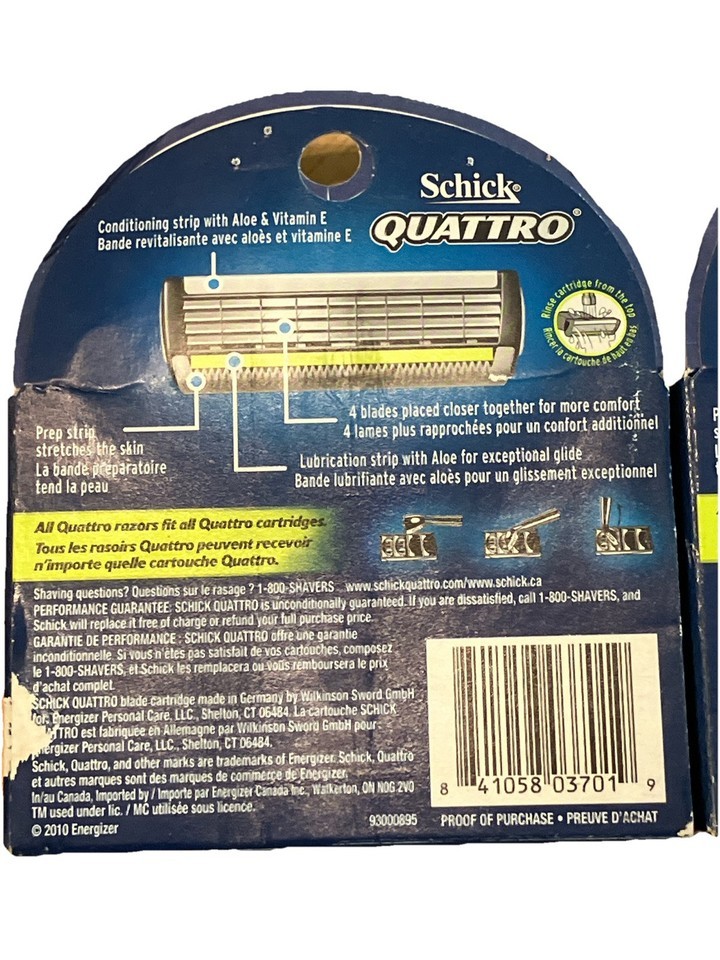 Schick®
QUATTRO®
Conditioning strip with Aloe & Vitamin E
Bande revitalisante avec aloès et vitamine E
Rinse cartridge from the top
Rincer la cartouche de haut en bas
4 blades placed closer together for more comfort
4 lames plus rapprochées pour un confort additionnel
Prep strip
stretches the skin
La bande préparatoire
tend la peau
Lubrication strip with Aloe for exceptional glide
Bande lubrifiante avec aloès pour un glissement exceptionnel
All Quattro razors fit all Quattro cartridges.
Tous les rasoirs Quattro peuvent recevoir
n'importe quelle cartouche Quattro.
Shaving questions? Questions sur le rasage ? 1-800-SHAVERS www.schickquattro.com/www.schick.ca
PERFORMANCE GUARANTEE: SCHICK QUATTRO is unconditionally guaranteed. If you are dissatisfied, call 1-800-SHAVERS, and
Schick will replace it free of charge or refund your full purchase price.
GARANTIE DE PERFORMANCE : SCHICK QUATTRO offre une garantie
inconditionnelle. Si vous n'êtes pas satisfait de vos cartouches, composez
le 1-800-SHAVERS, et Schick les remplacera ou vous remboursera le prix
d'achat complet.
SCHICK QUATTRO blade cartridge made in Germany by Wilkinson Sword GmbH
for Energizer Personal Care, LLC, Shelton, CT 06484. La cartouche SCHICK
TTRO est fabriquée en Allemagne par Wilkinson Sword GmbH pour
ergizer Personal Care, LLC., Shelton, CT 06484.
Schick, Quattro, and other marks are trademarks of Energizer. Schick, Quattro
et autres marques sont des marques de commerce de Energizer.
In/au Canada, Imported by / Importe par Energizer Canada Inc., Walkerton, ON N0G 2V0
TM used under lic. / MC utilisée sous licence.
© 2010 Energizer
93000895
8 41058 03701 9
PROOF OF PURCHASE • PREUVE D'ACHAT